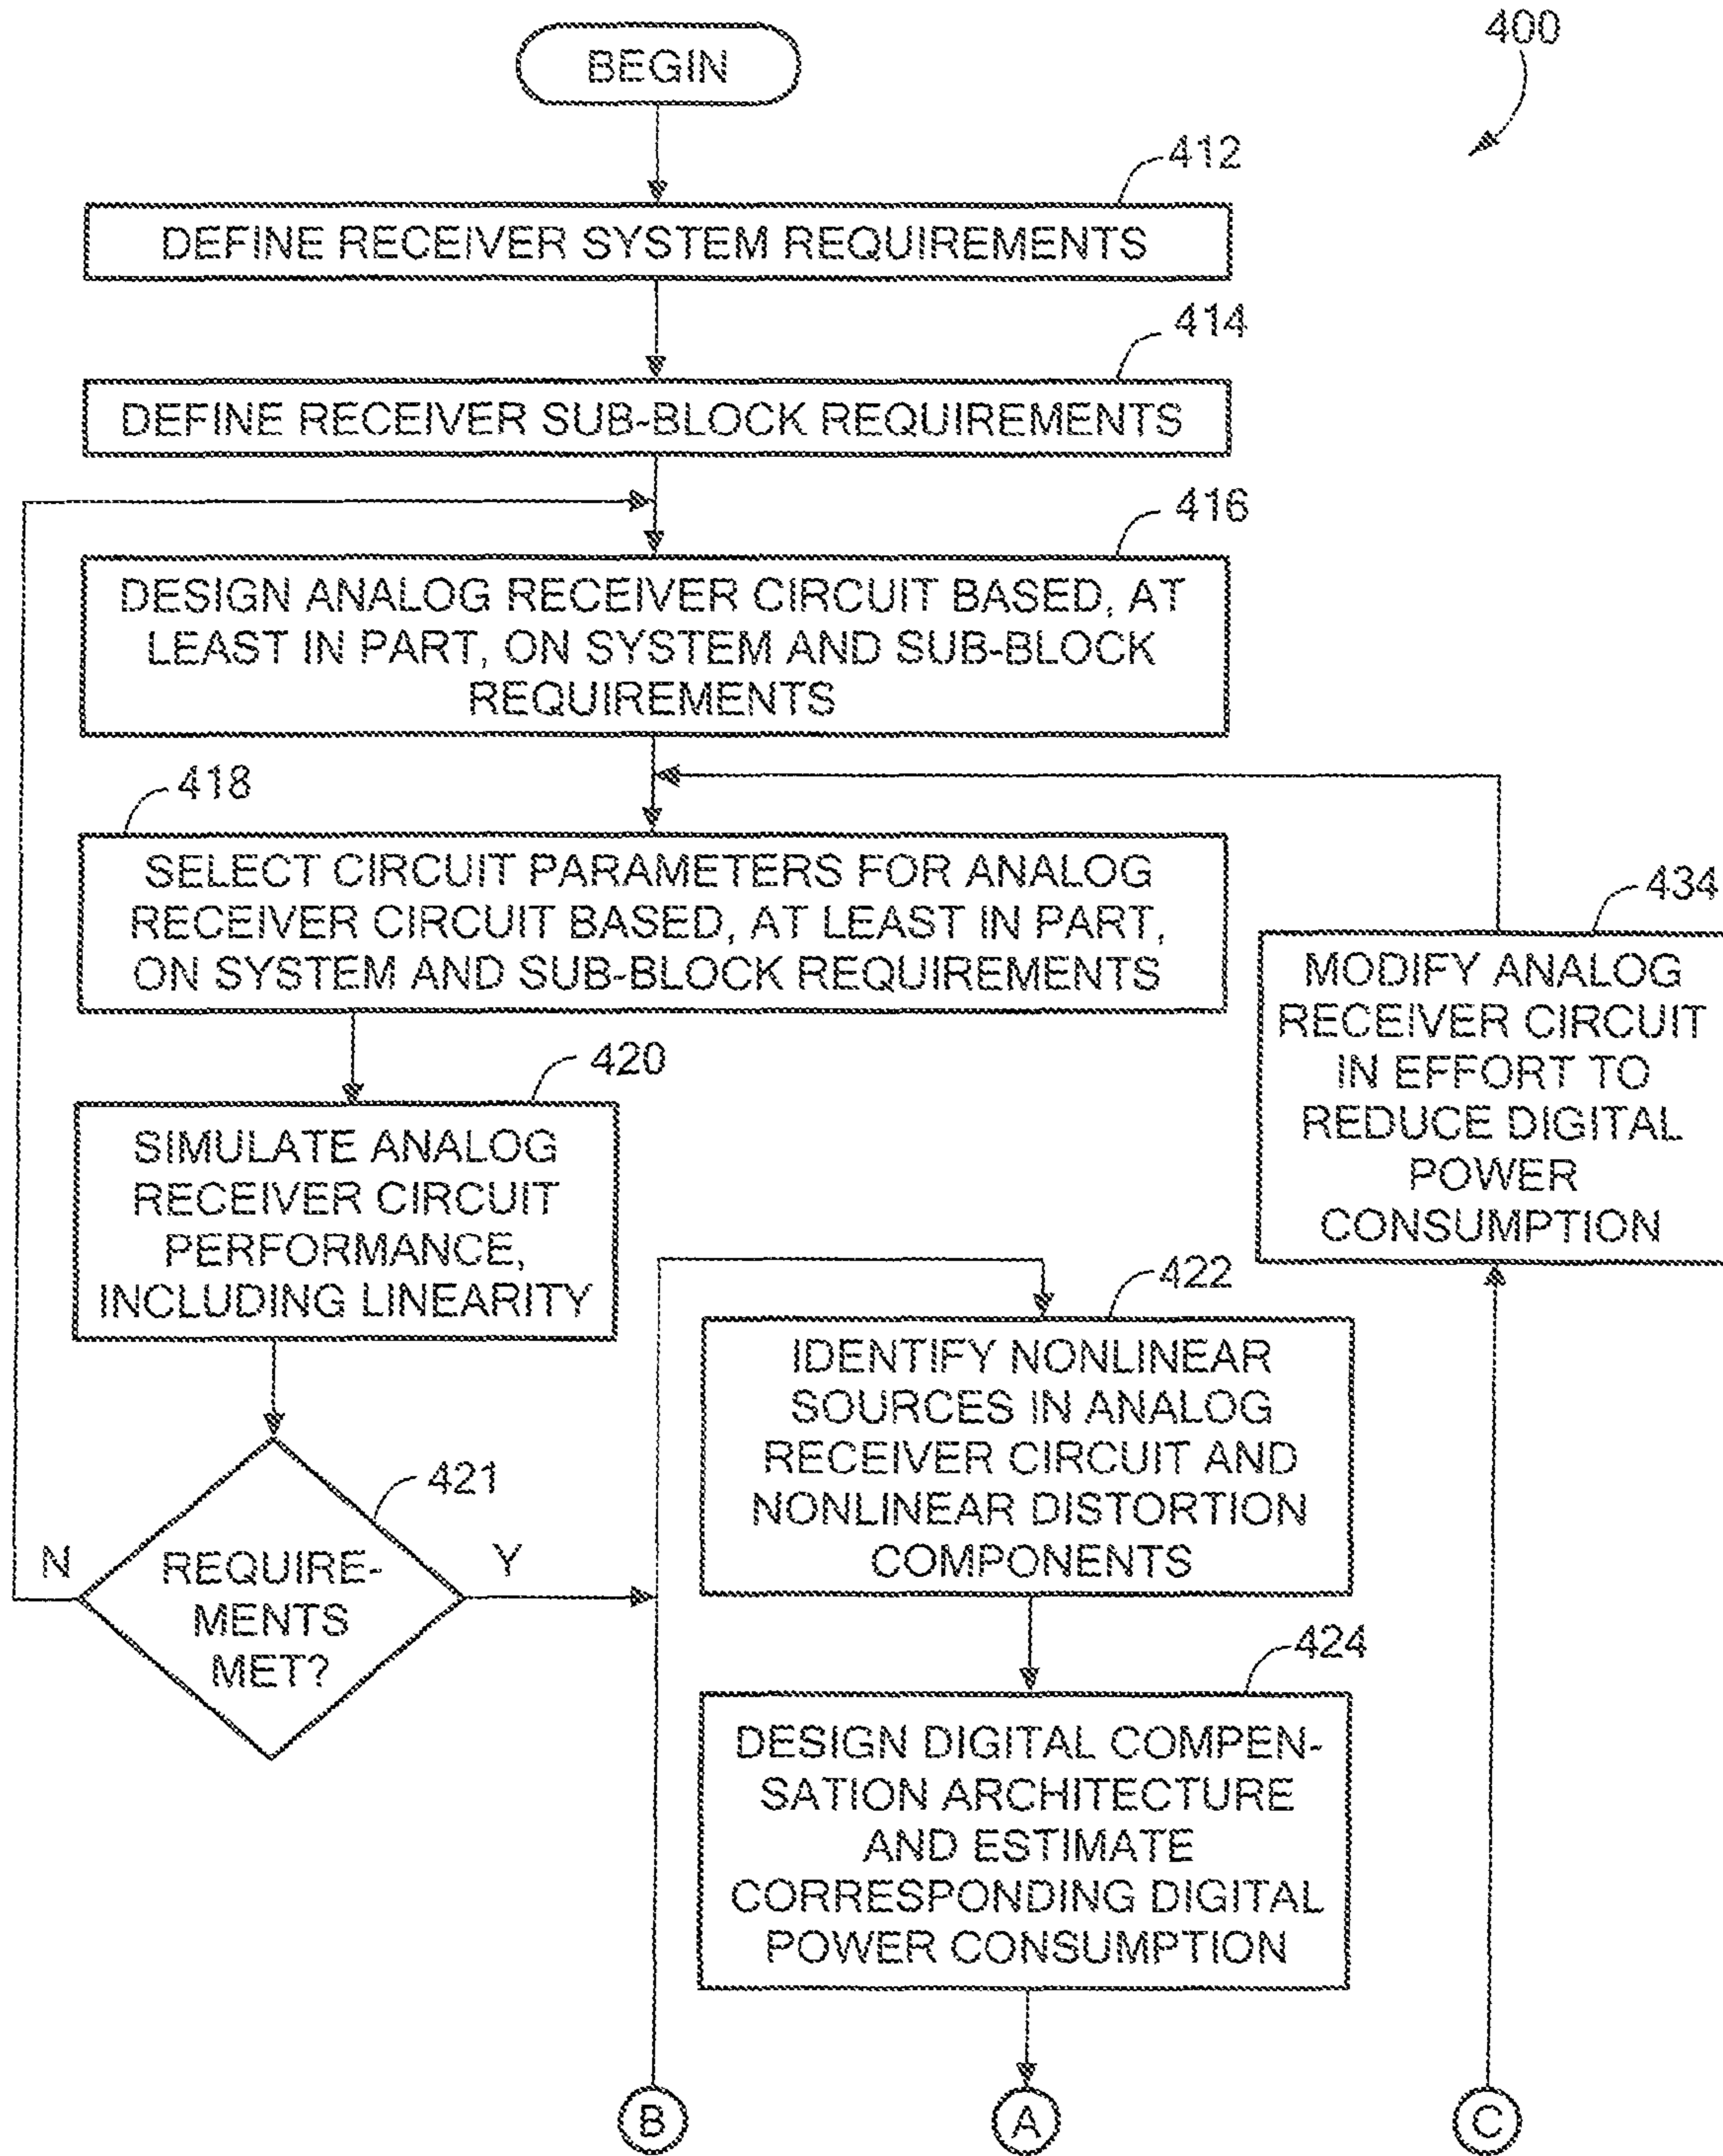 400
BEGIN
412
DEFINE RECEIVER SYSTEM REQUIREMENTS
414
DEFINE RECEIVER SUB-BLOCK REQUIREMENTS
416
DESIGN ANALOG RECEIVER CIRCUIT BASED, AT
LEAST IN PART, ON SYSTEM AND SUB-BLOCK
REQUIREMENTS
418
SELECT CIRCUIT PARAMETERS FOR ANALOG
RECEIVER CIRCUIT BASED, AT LEAST IN PART,
ON SYSTEM AND SUB-BLOCK REQUIREMENTS
434
MODIFY ANALOG
RECEIVER CIRCUIT
IN EFFORT TO
REDUCE DIGITAL
POWER
CONSUMPTION
420
SIMULATE ANALOG
RECEIVER CIRCUIT
PERFORMANCE,
INCLUDING LINEARITY
421
N
REQUIRE-
MENTS
MET?
Y
422
IDENTIFY NONLINEAR
SOURCES IN ANALOG
RECEIVER CIRCUIT AND
NONLINEAR DISTORTION
COMPONENTS
424
DESIGN DIGITAL COMPEN-
SATION ARCHITECTURE
AND ESTIMATE
CORRESPONDING DIGITAL
POWER CONSUMPTION
B
A
C